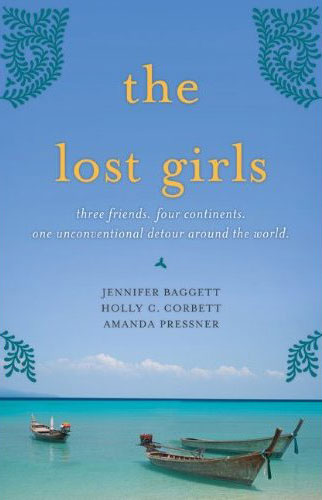 the
lost girls
three friends. four continents.
one unconventional detour around the world.
JENNIFER BAGGETT
HOLLY C. CORBETT
AMANDA PRESSNER